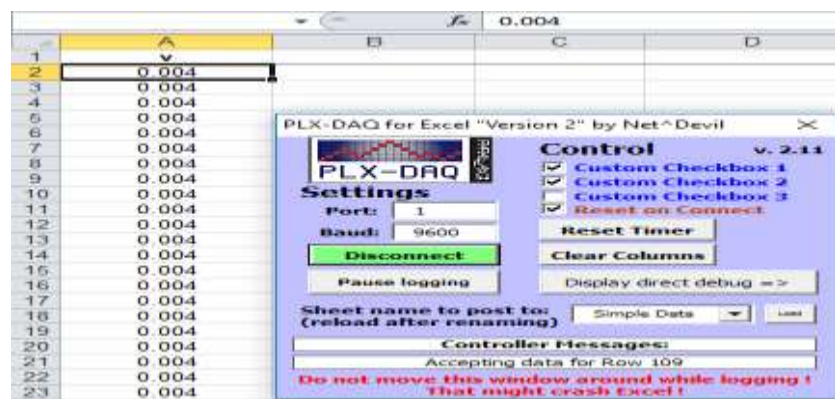 fx 0.004
A B C D
1 v
2 0.004
3 0.004
4 0.004
5 0.004
6 0.004
7 0.004
8 0.004
9 0.004
10 0.004
11 0.004
12 0.004
13 0.004
14 0.004
15 0.004
16 0.004
17 0.004
18 0.004
19 0.004
20 0.004
21 0.004
22 0.004
23 0.004
PLX-DAQ for Excel "Version 2" by Net^Devil
PLX-DAQ
Control v. 2.11
Custom Checkbox 1
Custom Checkbox 2
Custom Checkbox 3
Reset on Connect
Settings
Port: 1
Baud: 9600
Reset Timer
Disconnect
Clear Columns
Pause logging
Display direct debug =>
Sheet name to post to:
(reload after renaming)
Simple Data
Load
Controller Messages:
Accepting data for Row 109
Do not move this window around while logging !
That might crash Excel !